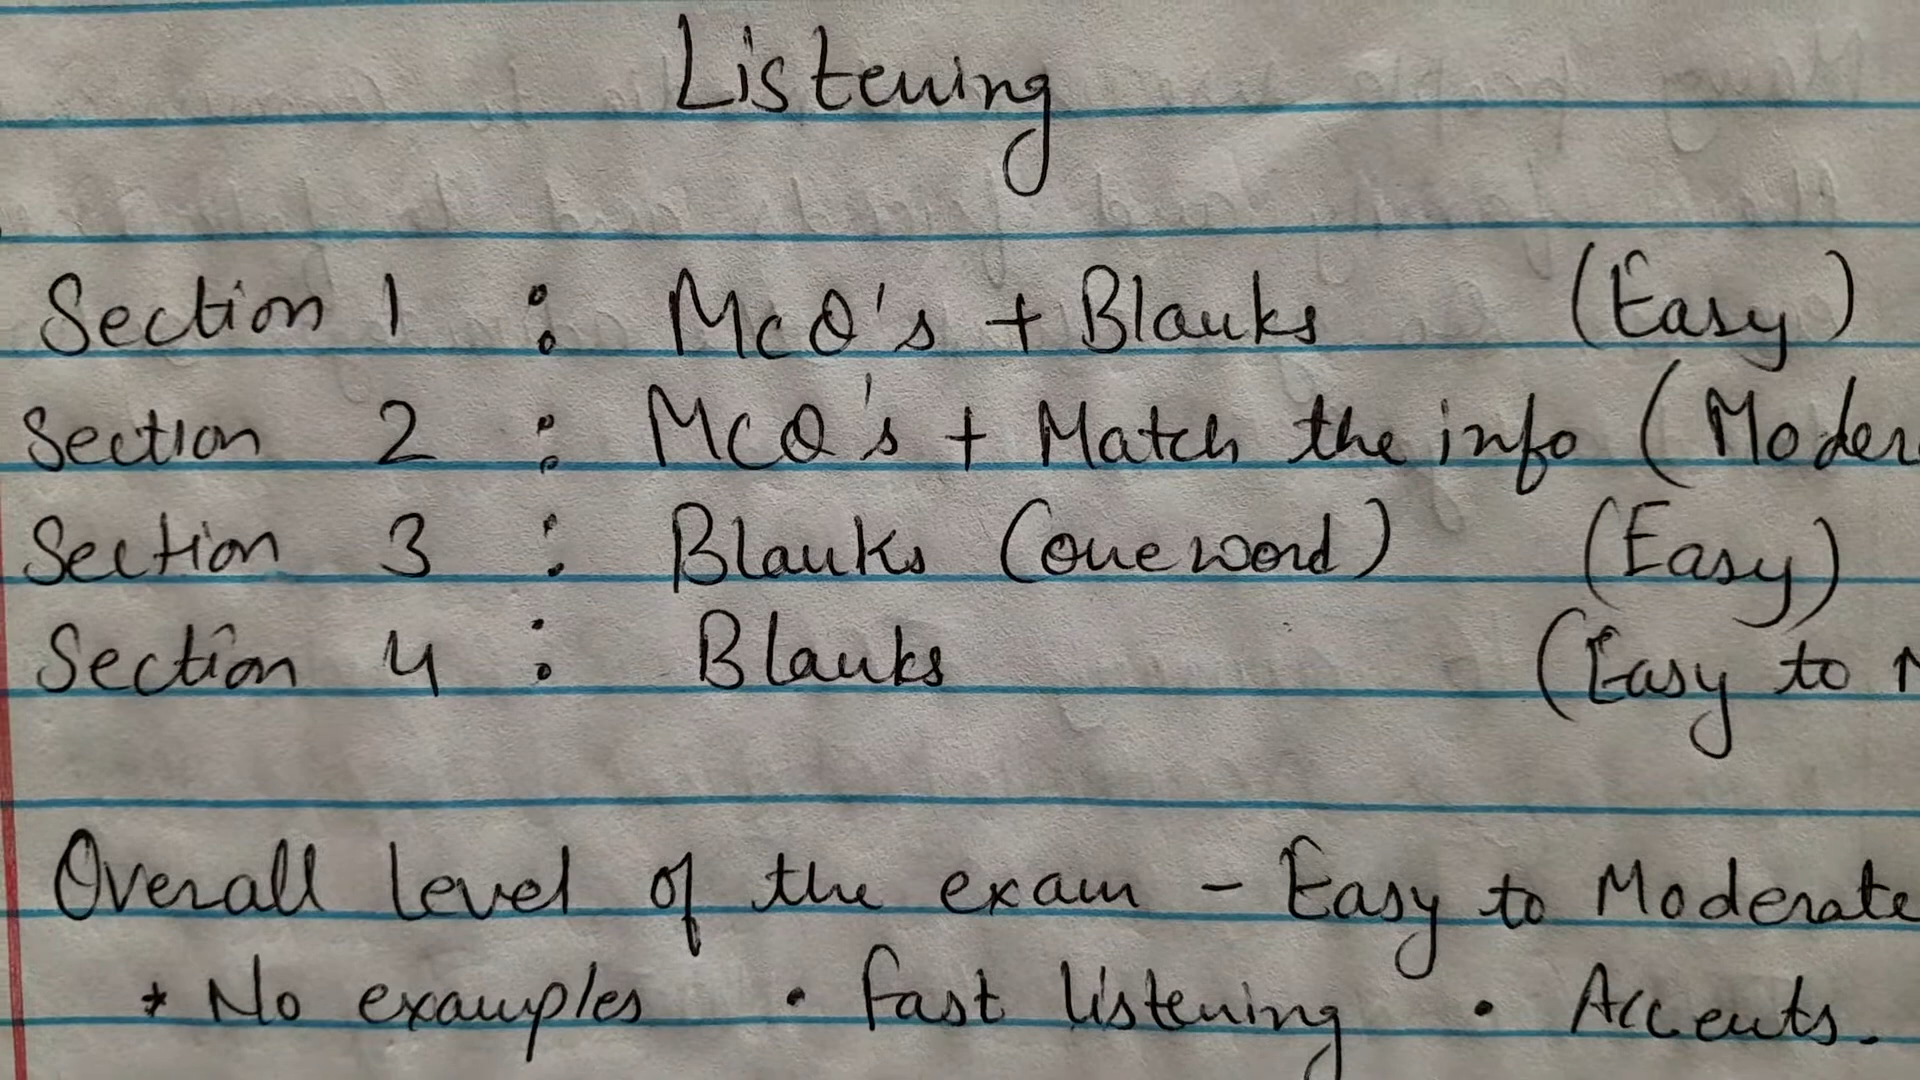 Listening
Section 1 : McQ's + Blanks (Easy)
Section 2 : MCQ's + Match the info (Moder
Section 3 : Blanks (one word) (Easy)
Section 4 : Blanks (Easy to
Overall level of the exam - Easy to Moderate
* No examples • fast listening • Accents.